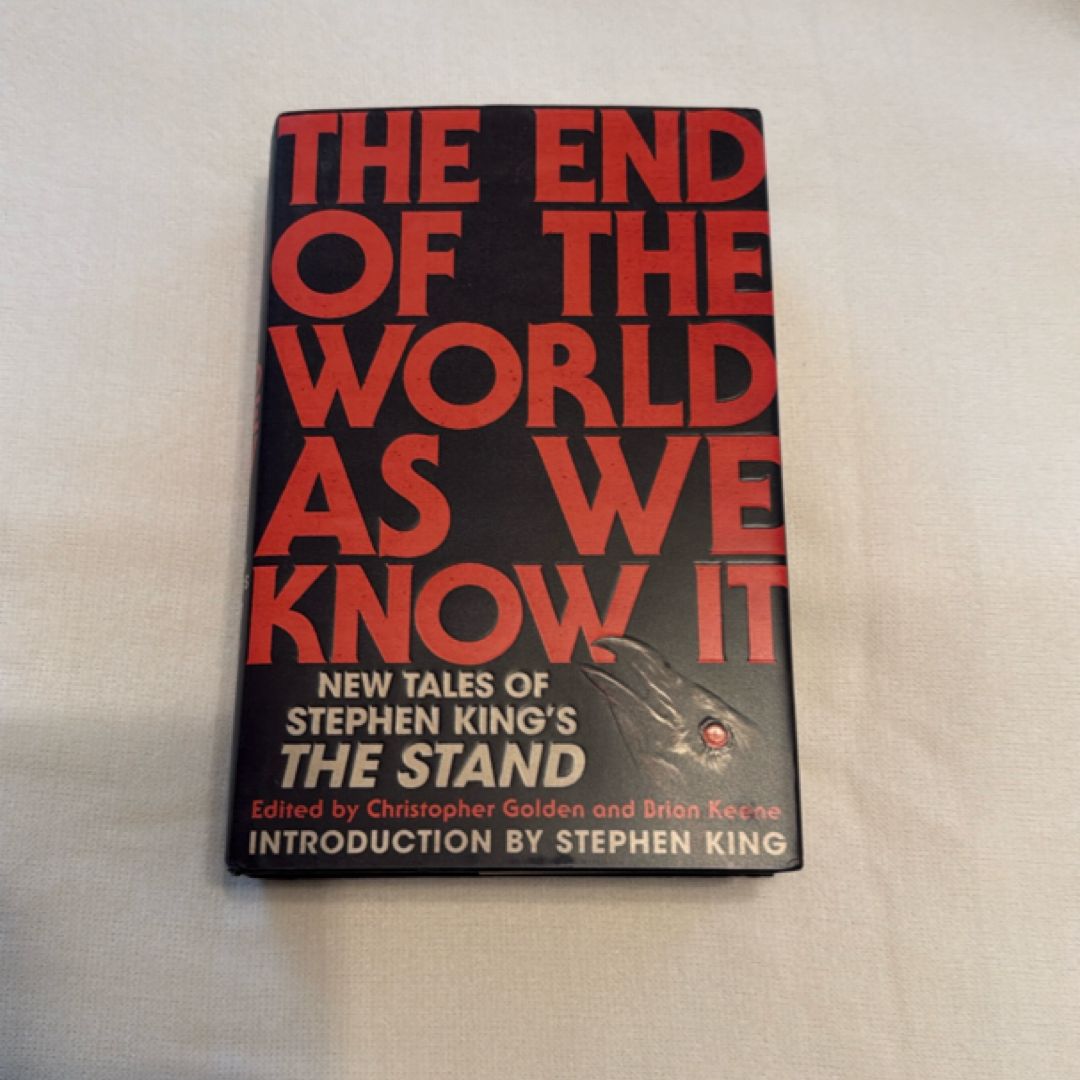 THE END
OF THE
WORLD
AS WE
KNOW IT
NEW TALES OF
STEPHEN KING'S
THE STAND
Edited by Christopher Golden and Brian Keene
INTRODUCTION BY STEPHEN KING